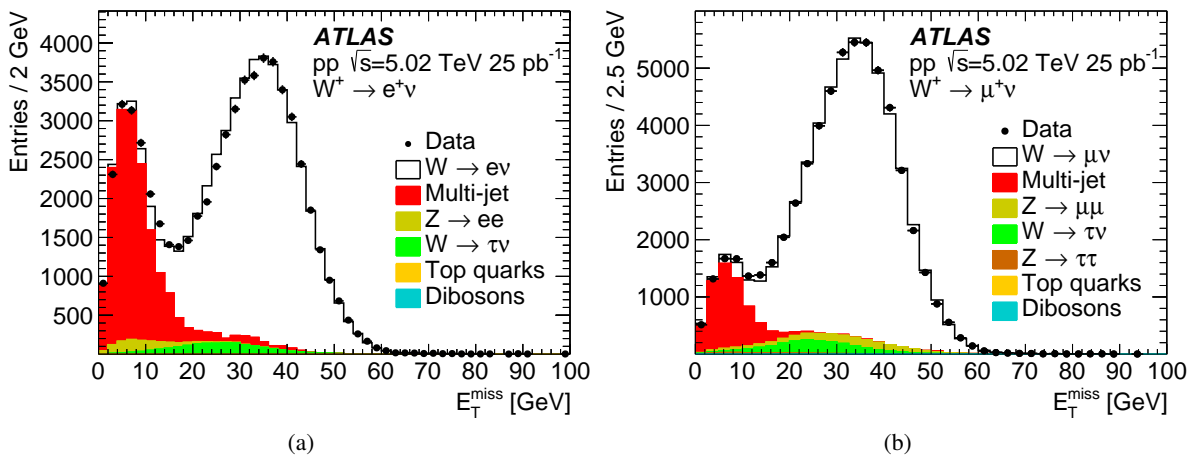 Entries / 2 GeV
4000
3500
3000
2500
2000
1500
1000
500
ATLAS
pp √s=5.02 TeV 25 pb⁻¹
W⁺ → e⁺ν
Data
W → eν
Multi-jet
Z → ee
W → τν
Top quarks
Dibosons
0 10 20 30 40 50 60 70 80 90 100
E_T^miss [GeV]
(a)
Entries / 2.5 GeV
5000
4000
3000
2000
1000
ATLAS
pp √s=5.02 TeV 25 pb⁻¹
W⁺ → μ⁺ν
Data
W → μν
Multi-jet
Z → μμ
W → τν
Z → ττ
Top quarks
Dibosons
0 10 20 30 40 50 60 70 80 90 100
E_T^miss [GeV]
(b)